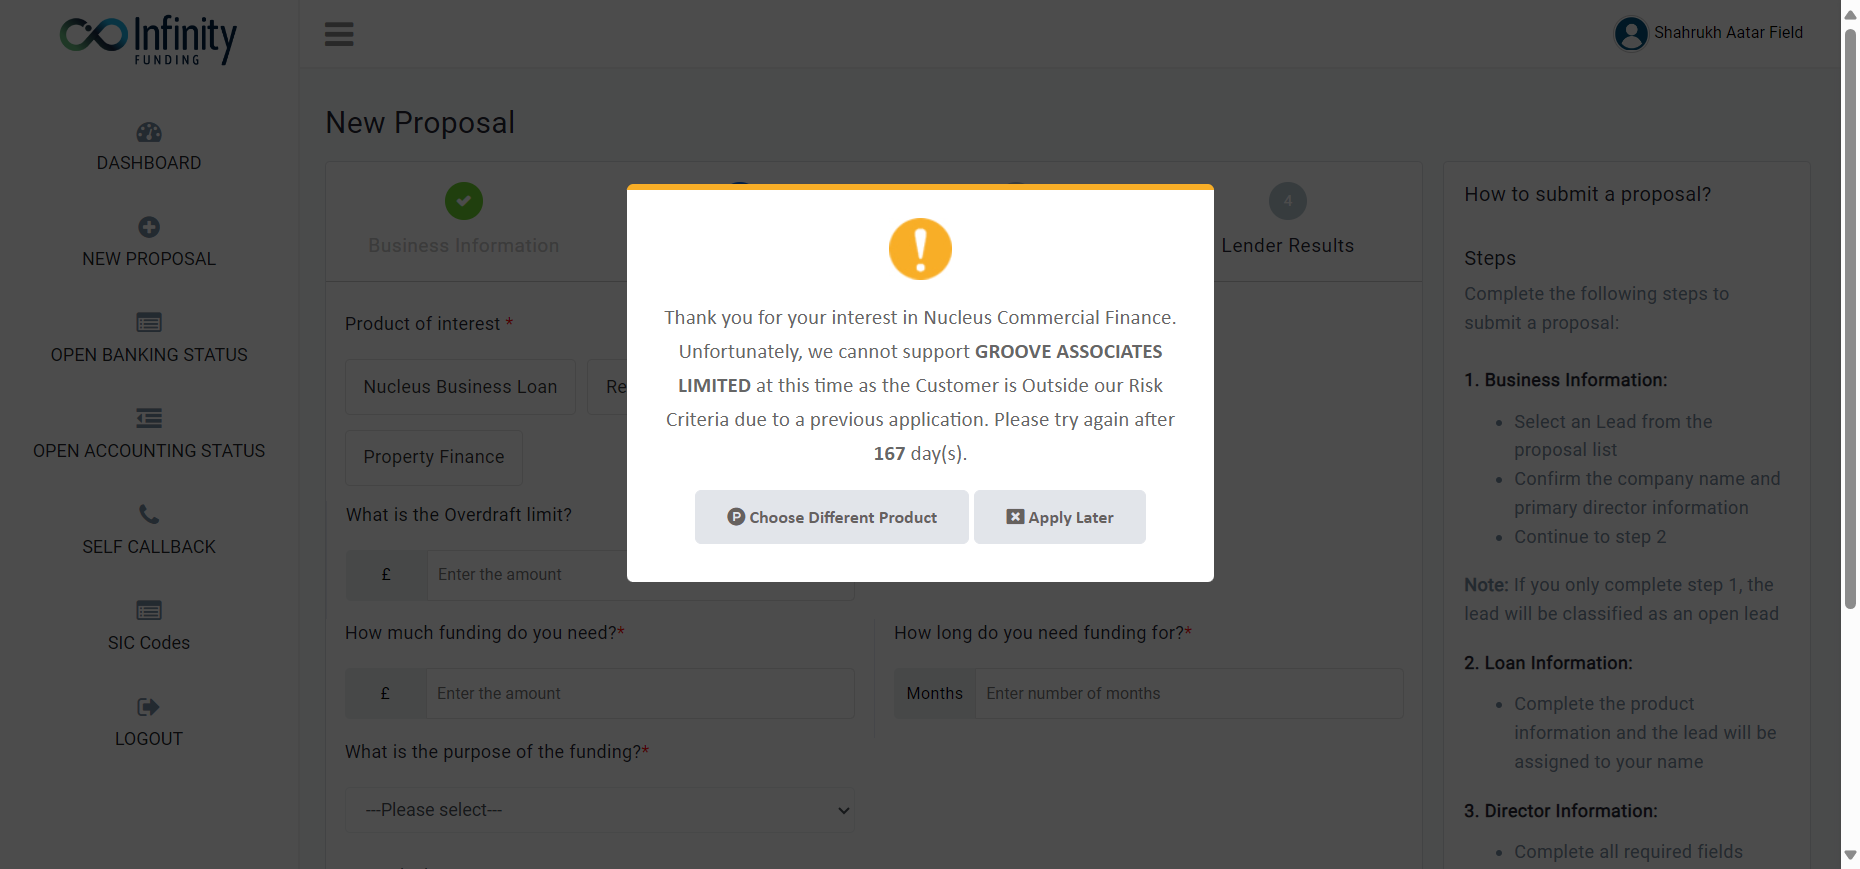 Infinity
FUNDING
Shahrukh Aatar Field
DASHBOARD
NEW PROPOSAL
OPEN BANKING STATUS
OPEN ACCOUNTING STATUS
SELF CALLBACK
SIC Codes
LOGOUT
New Proposal
Business Information
4
Lender Results
Product of interest *
Nucleus Business Loan
Re
Property Finance
What is the Overdraft limit?
£ Enter the amount
How much funding do you need?*
£ Enter the amount
How long do you need funding for?*
Months Enter number of months
What is the purpose of the funding?*
---Please select---
Thank you for your interest in Nucleus Commercial Finance.
Unfortunately, we cannot support GROOVE ASSOCIATES
LIMITED at this time as the Customer is Outside our Risk
Criteria due to a previous application. Please try again after
167 day(s).
P Choose Different Product
Apply Later
How to submit a proposal?
Steps
Complete the following steps to
submit a proposal:
1. Business Information:
• Select an Lead from the
proposal list
• Confirm the company name and
primary director information
• Continue to step 2
Note: If you only complete step 1, the
lead will be classified as an open lead
2. Loan Information:
• Complete the product
information and the lead will be
assigned to your name
3. Director Information:
• Complete all required fields